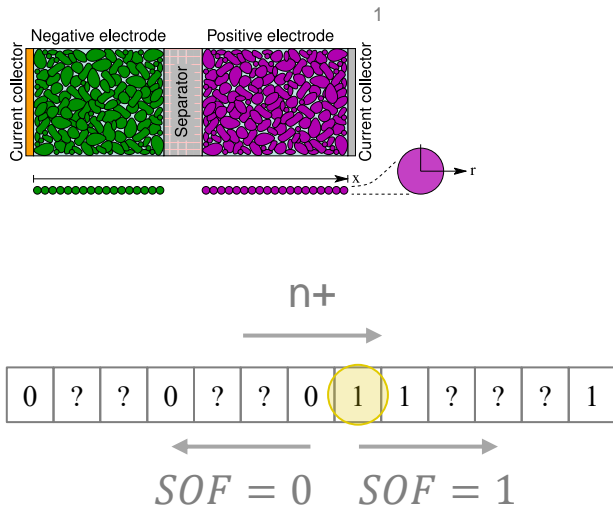 1
Negative electrode
Positive electrode
Current collector
Separator
Current collector
x
r
n+
0 ? ? 0 ? ? 0 1 1 ? ? ? 1
SOF = 0
SOF = 1